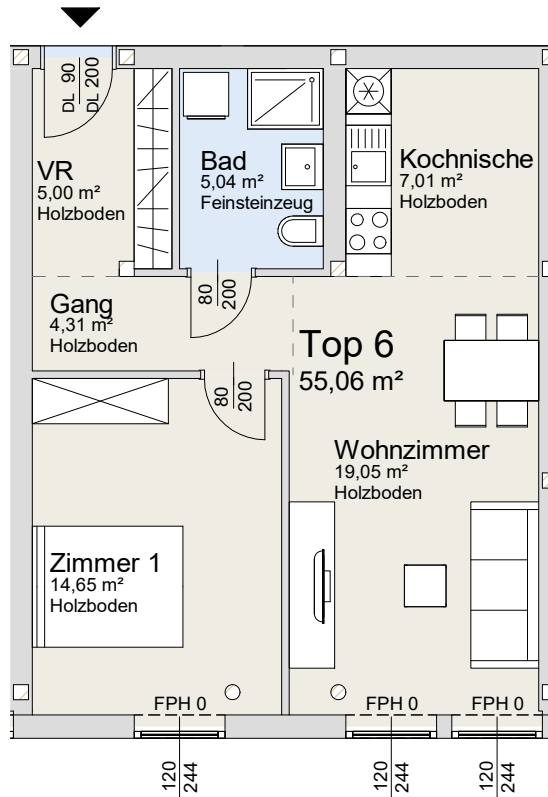 DL 90
DL 200
VR
5,00 m²
Holzboden
Bad
5,04 m²
Feinsteinzeug
Kochnische
7,01 m²
Holzboden
Gang
4,31 m²
Holzboden
80
200
Top 6
55,06 m²
80
200
Wohnzimmer
19,05 m²
Holzboden
Zimmer 1
14,65 m²
Holzboden
FPH 0
FPH 0
FPH 0
120
244
120
244
120
244